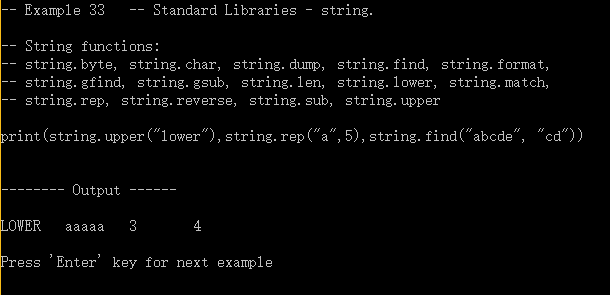 -- Example 33   -- Standard Libraries - string.
-- String functions:
-- string.byte, string.char, string.dump, string.find, string.format,
-- string.gfind, string.gsub, string.len, string.lower, string.match,
-- string.rep, string.reverse, string.sub, string.upper
print(string.upper("lower"),string.rep("a",5),string.find("abcde", "cd"))
-------- Output ------
LOWER   aaaaa   3       4
Press 'Enter' key for next example